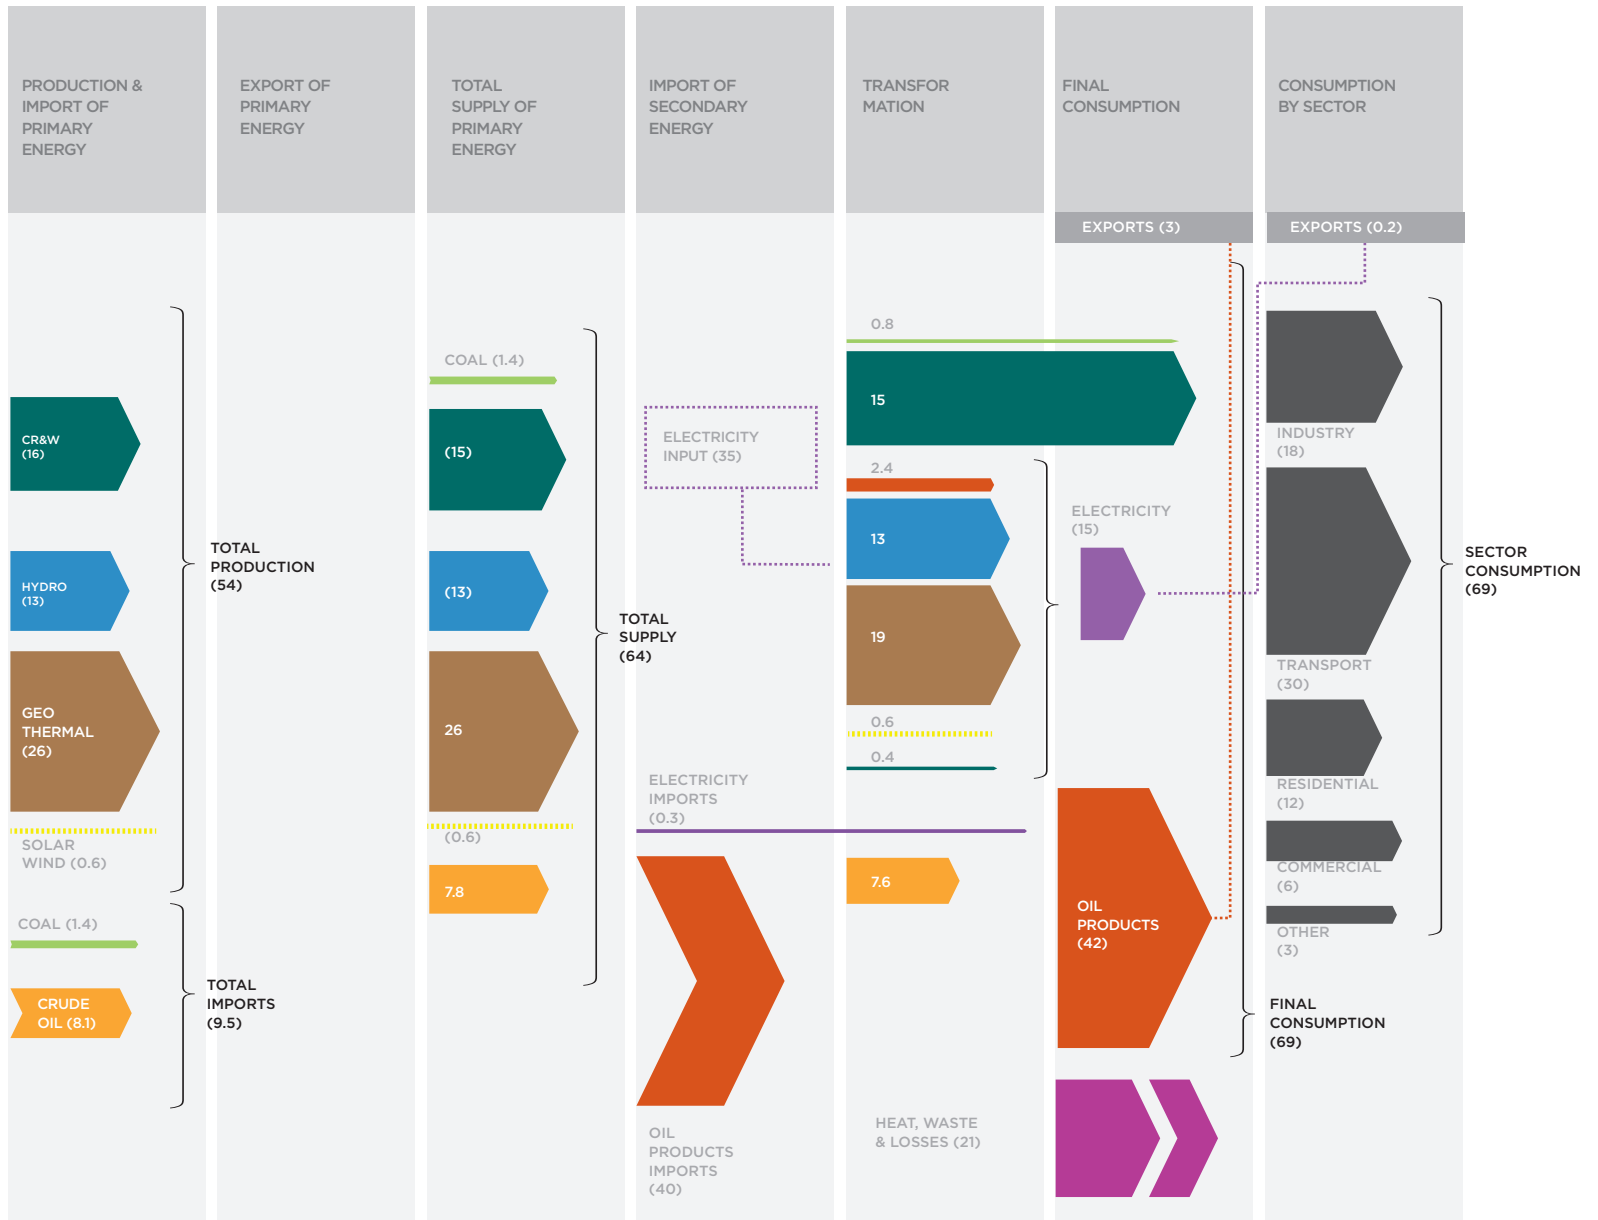 PRODUCTION &
IMPORT OF
PRIMARY
ENERGY
EXPORT OF
PRIMARY
ENERGY
TOTAL
SUPPLY OF
PRIMARY
ENERGY
IMPORT OF
SECONDARY
ENERGY
TRANSFOR
MATION
FINAL
CONSUMPTION
CONSUMPTION
BY SECTOR
EXPORTS (3)
EXPORTS (0.2)
CR&W
(16)
HYDRO
(13)
GEO
THERMAL
(26)
SOLAR
WIND (0.6)
COAL (1.4)
CRUDE
OIL (8.1)
TOTAL
PRODUCTION
(54)
TOTAL
IMPORTS
(9.5)
COAL (1.4)
(15)
(13)
26
(0.6)
7.8
TOTAL
SUPPLY
(64)
ELECTRICITY
INPUT (35)
ELECTRICITY
IMPORTS
(0.3)
OIL
PRODUCTS
IMPORTS
(40)
0.8
15
2.4
13
19
0.6
0.4
7.6
HEAT, WASTE
& LOSSES (21)
ELECTRICITY
(15)
OIL
PRODUCTS
(42)
FINAL
CONSUMPTION
(69)
INDUSTRY
(18)
TRANSPORT
(30)
RESIDENTIAL
(12)
COMMERCIAL
(6)
OTHER
(3)
SECTOR
CONSUMPTION
(69)